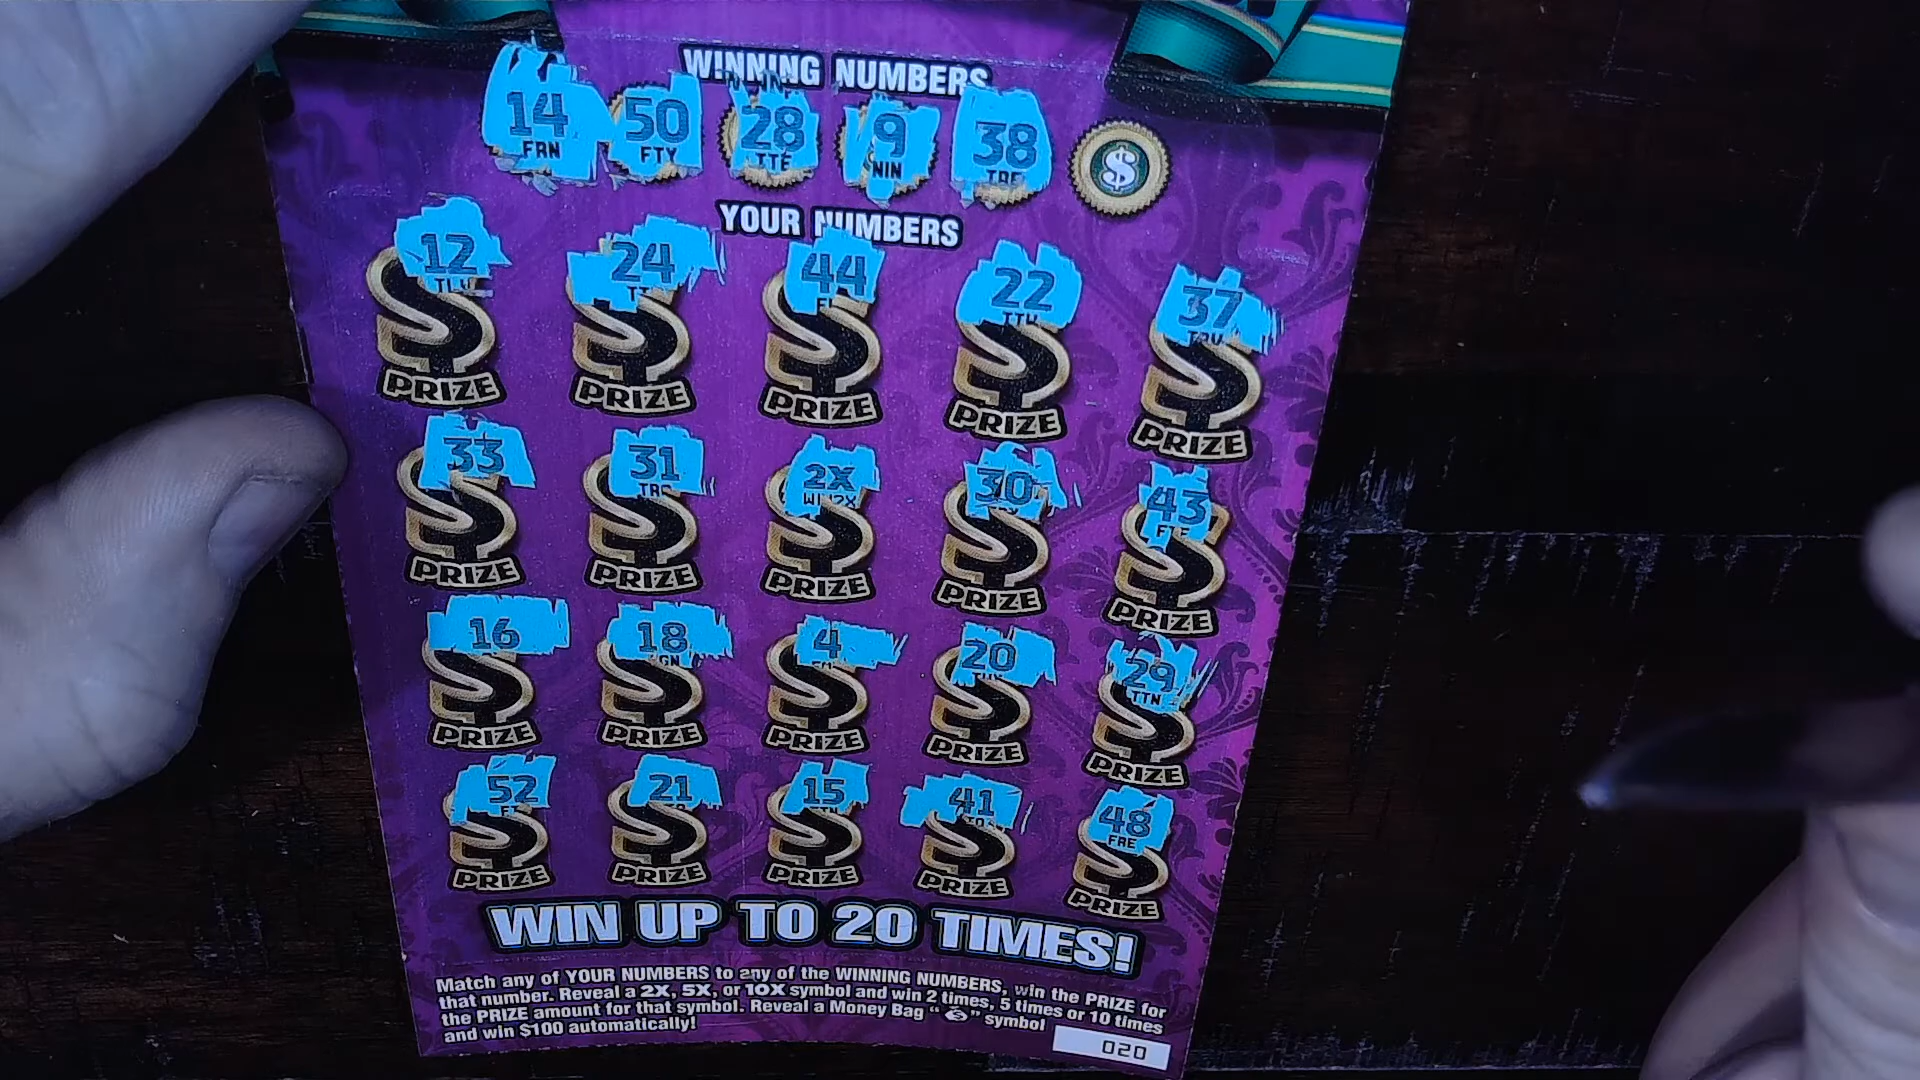 WINNING NUMBERS
14 50 28 9 38 $
FRN FTY TTE NIN
YOUR NUMBERS
12 24 44 22 37
PRIZE PRIZE PRIZE PRIZE PRIZE
33 31 2X 30 43
PRIZE PRIZE PRIZE PRIZE PRIZE
16 18 4 20 29
TTN
PRIZE PRIZE PRIZE PRIZE PRIZE
52 21 15 41 48
FRE
PRIZE PRIZE PRIZE PRIZE PRIZE
WIN UP TO 20 TIMES!
Match any of YOUR NUMBERS to any of the WINNING NUMBERS, win the PRIZE for
that number. Reveal a 2X, 5X, or 10X symbol and win 2 times, 5 times or 10 times
the PRIZE amount for that symbol. Reveal a Money Bag " " symbol
and win $100 automatically!
020